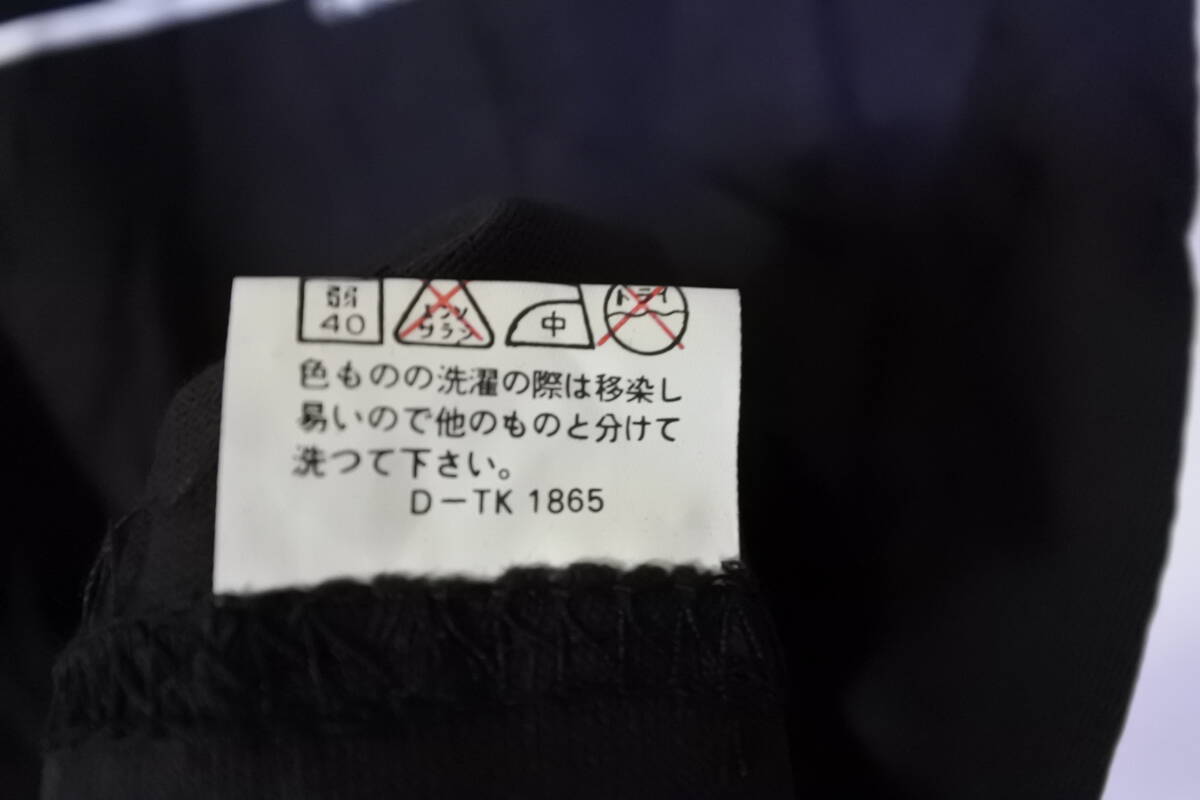 弱 40
エンソ サラシ
中
ドライ
色ものの洗濯の際は移染し
易いので他のものと分けて
洗つて下さい。
D－TK 1865